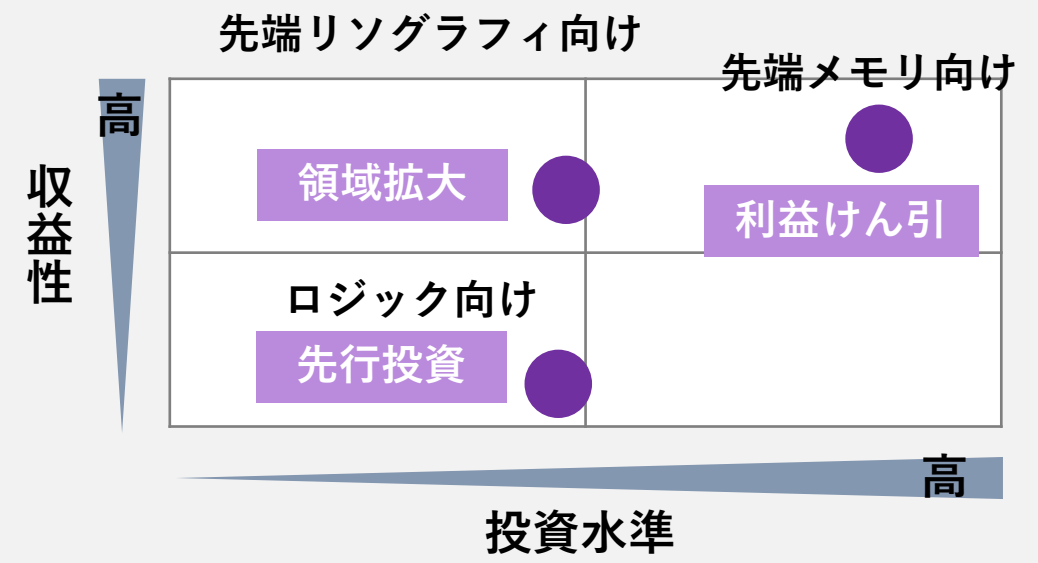 先端リソグラフィ向け
先端メモリ向け
高
収益性
領域拡大
利益けん引
ロジック向け
先行投資
高
投資水準